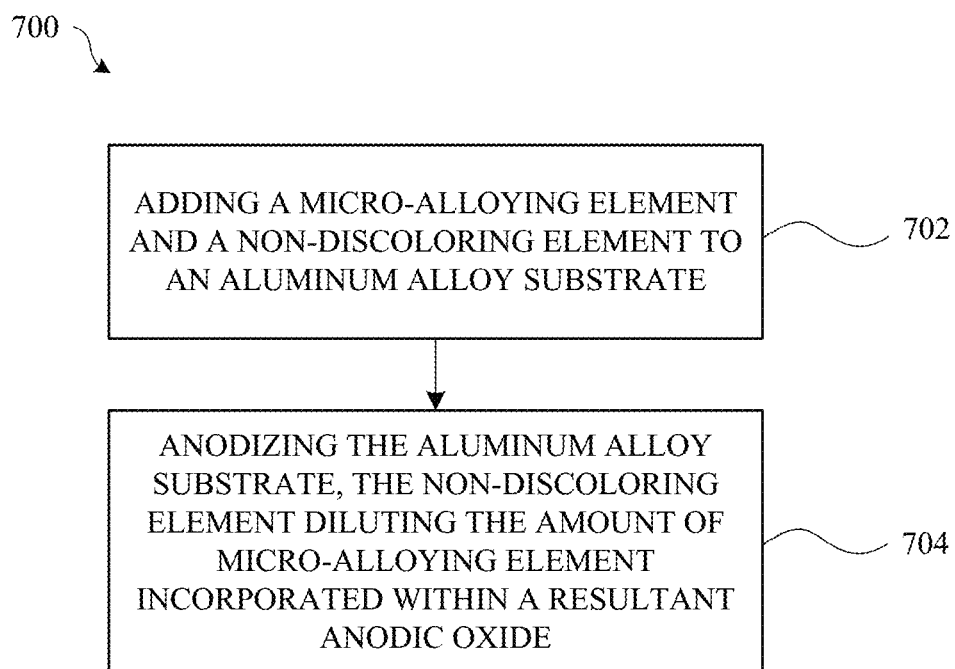 700
ADDING A MICRO-ALLOYING ELEMENT
AND A NON-DISCOLORING ELEMENT TO
AN ALUMINUM ALLOY SUBSTRATE
702
ANODIZING THE ALUMINUM ALLOY
SUBSTRATE, THE NON-DISCOLORING
ELEMENT DILUTING THE AMOUNT OF
MICRO-ALLOYING ELEMENT
INCORPORATED WITHIN A RESULTANT
ANODIC OXIDE
704